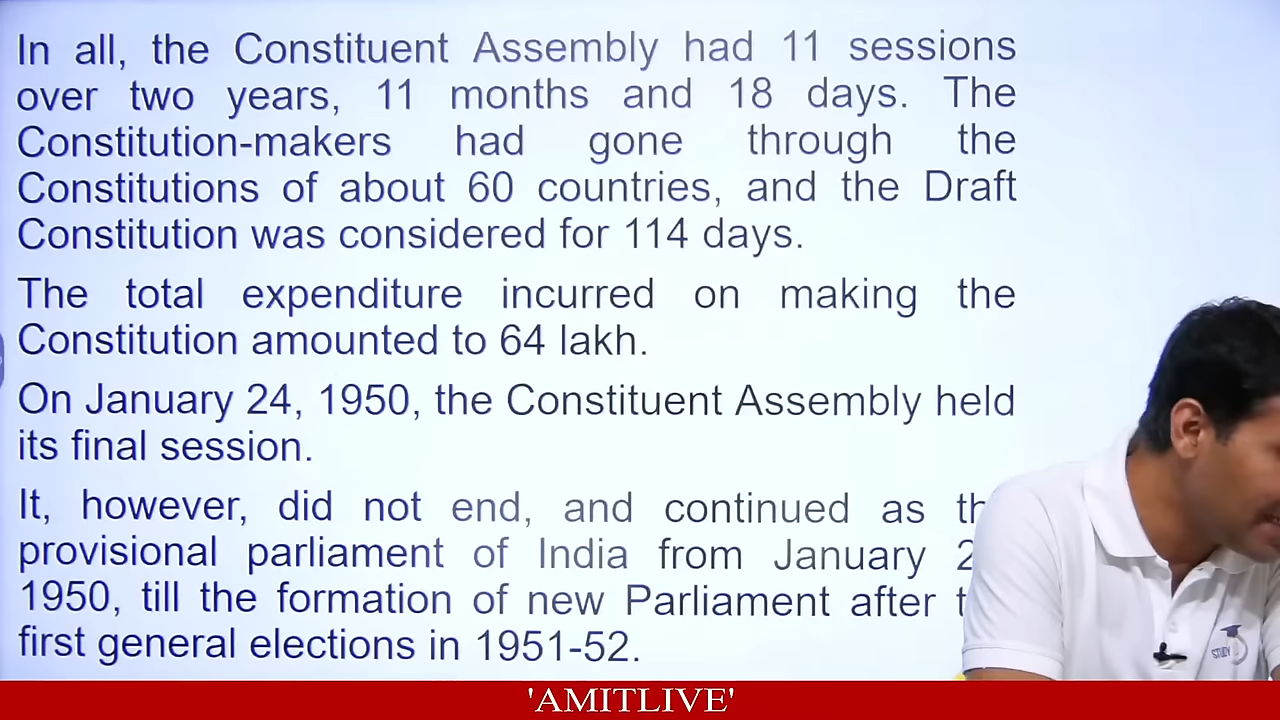 In all, the Constituent Assembly had 11 sessions
over two years, 11 months and 18 days. The
Constitution-makers had gone through the
Constitutions of about 60 countries, and the Draft
Constitution was considered for 114 days.
The total expenditure incurred on making the
Constitution amounted to 64 lakh.
On January 24, 1950, the Constituent Assembly held
its final session.
It, however, did not end, and continued as
provisional parliament of India from January
1950, till the formation of new Parliament after
first general elections in 1951-52.
STUDY
'AMITLIVE'